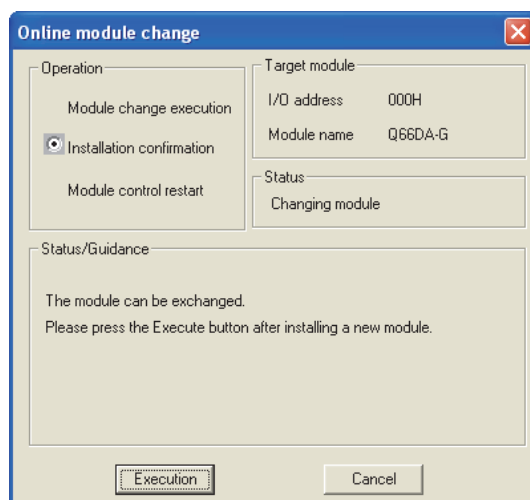 Online module change
Operation
Module change execution
Installation confirmation
Module control restart
Target module
I/O address 000H
Module name Q66DA-G
Status
Changing module
Status/Guidance
The module can be exchanged.
Please press the Execute button after installing a new module.
Execution Cancel